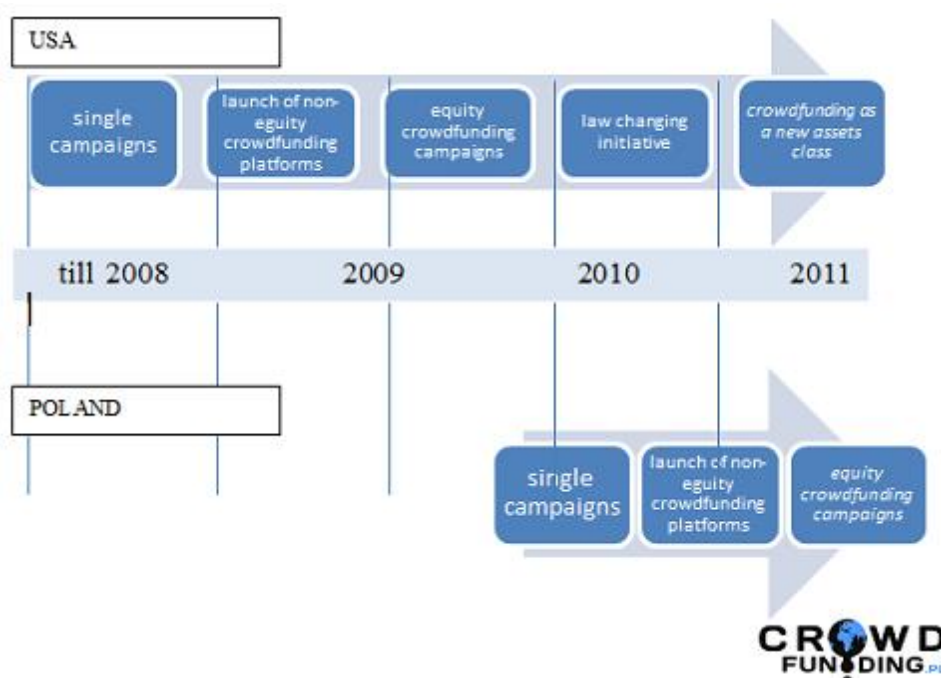 USA
single
campaigns
launch of non-
eguity
crowdfunding
platforms
equity
crowdfunding
campaigns
law changing
initiative
crowdfunding as
a new assets
class
till 2008
2009
2010
2011
POLAND
single
campaigns
launch of non-
eguity
crowdfunding
platforms
equity
crowdfunding
campaigns
CROWD
FUNDING.PL